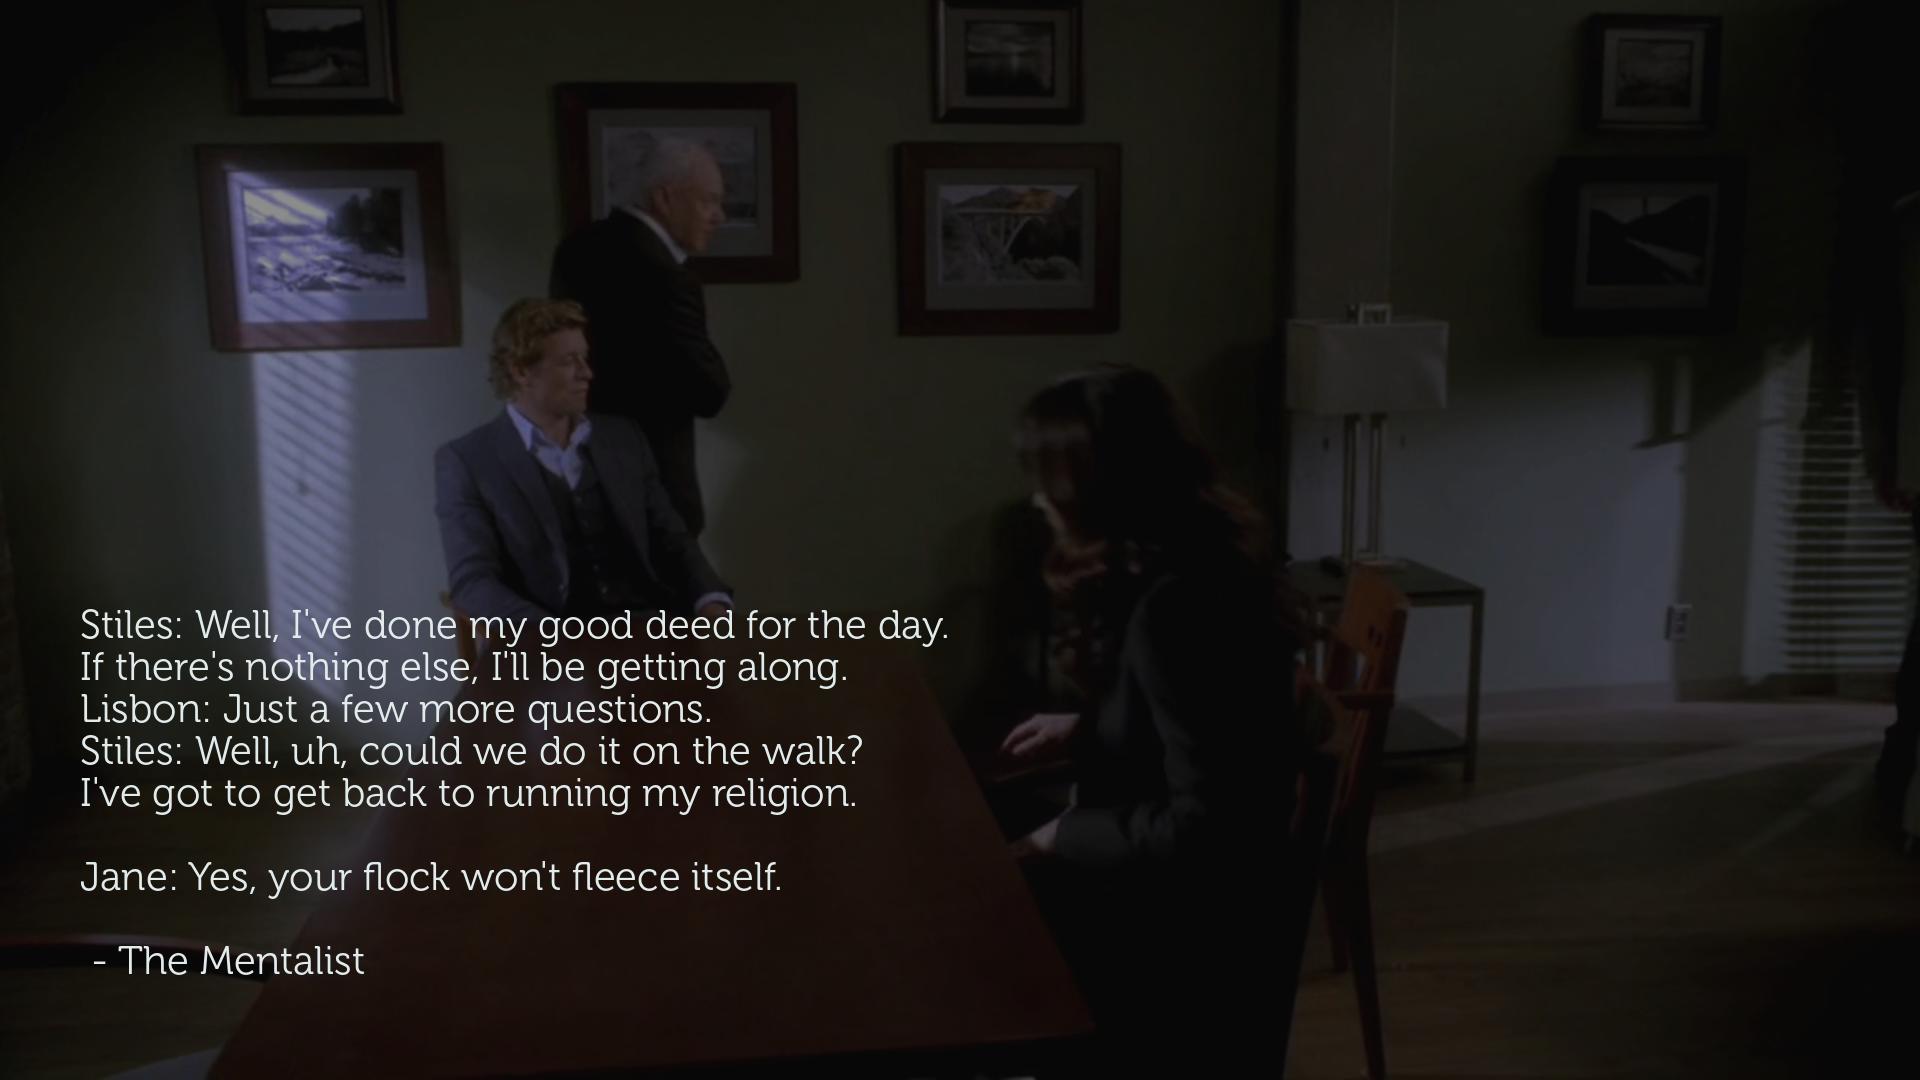 Stiles: Well, I've done my good deed for the day.
If there's nothing else, I'll be getting along.
Lisbon: Just a few more questions.
Stiles: Well, uh, could we do it on the walk?
I've got to get back to running my religion.
Jane: Yes, your flock won't fleece itself.
- The Mentalist